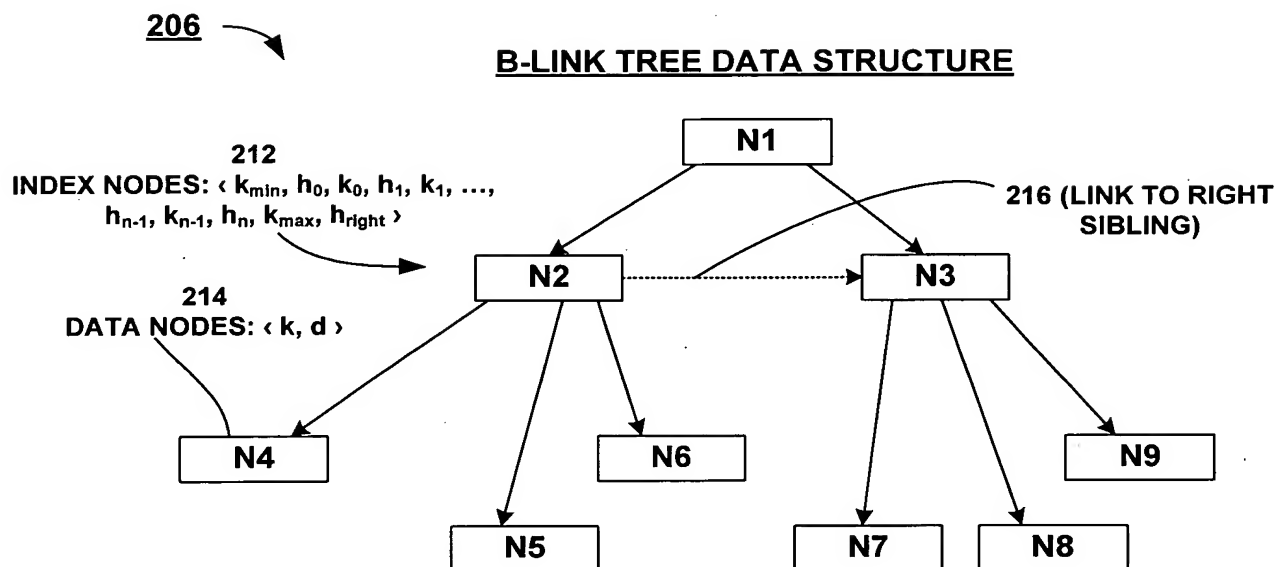 206
B-LINK TREE DATA STRUCTURE
N1
212
INDEX NODES: ‹ kmin, h0, k0, h1, k1, …,
hn-1, kn-1, hn, kmax, hright ›
216 (LINK TO RIGHT
SIBLING)
N2
N3
214
DATA NODES: ‹ k, d ›
N4
N6
N9
N5
N7
N8